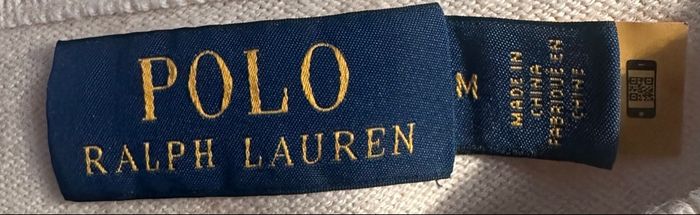 POLO
RALPH LAUREN
M
MADE IN
CHINA
FABRIQUÉ EN
CHINE